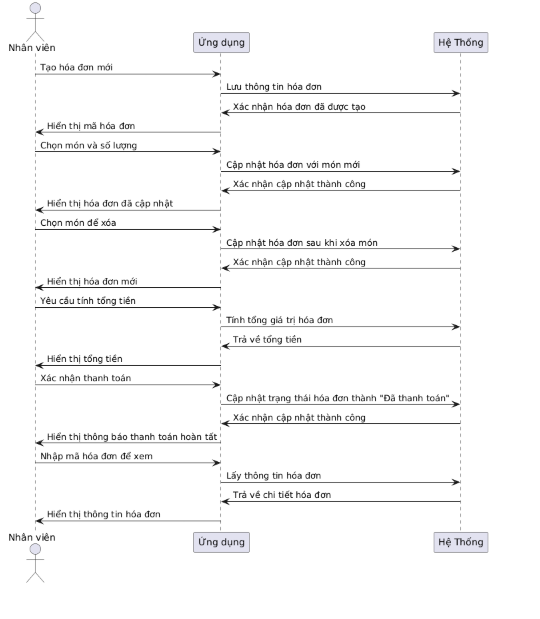 Nhân viên
Ứng dụng
Hệ Thống
Tạo hóa đơn mới
Lưu thông tin hóa đơn
Xác nhận hóa đơn đã được tạo
Hiển thị mã hóa đơn
Chọn món và số lượng
Cập nhật hóa đơn với món mới
Xác nhận cập nhật thành công
Hiển thị hóa đơn đã cập nhật
Chọn món để xóa
Cập nhật hóa đơn sau khi xóa món
Xác nhận cập nhật thành công
Hiển thị hóa đơn mới
Yêu cầu tính tổng tiền
Tính tổng giá trị hóa đơn
Trả về tổng tiền
Hiển thị tổng tiền
Xác nhận thanh toán
Cập nhật trạng thái hóa đơn thành "Đã thanh toán"
Xác nhận cập nhật thành công
Hiển thị thông báo thanh toán hoàn tất
Nhập mã hóa đơn để xem
Lấy thông tin hóa đơn
Trả về chi tiết hóa đơn
Hiển thị thông tin hóa đơn
Nhân viên
Ứng dụng
Hệ Thống